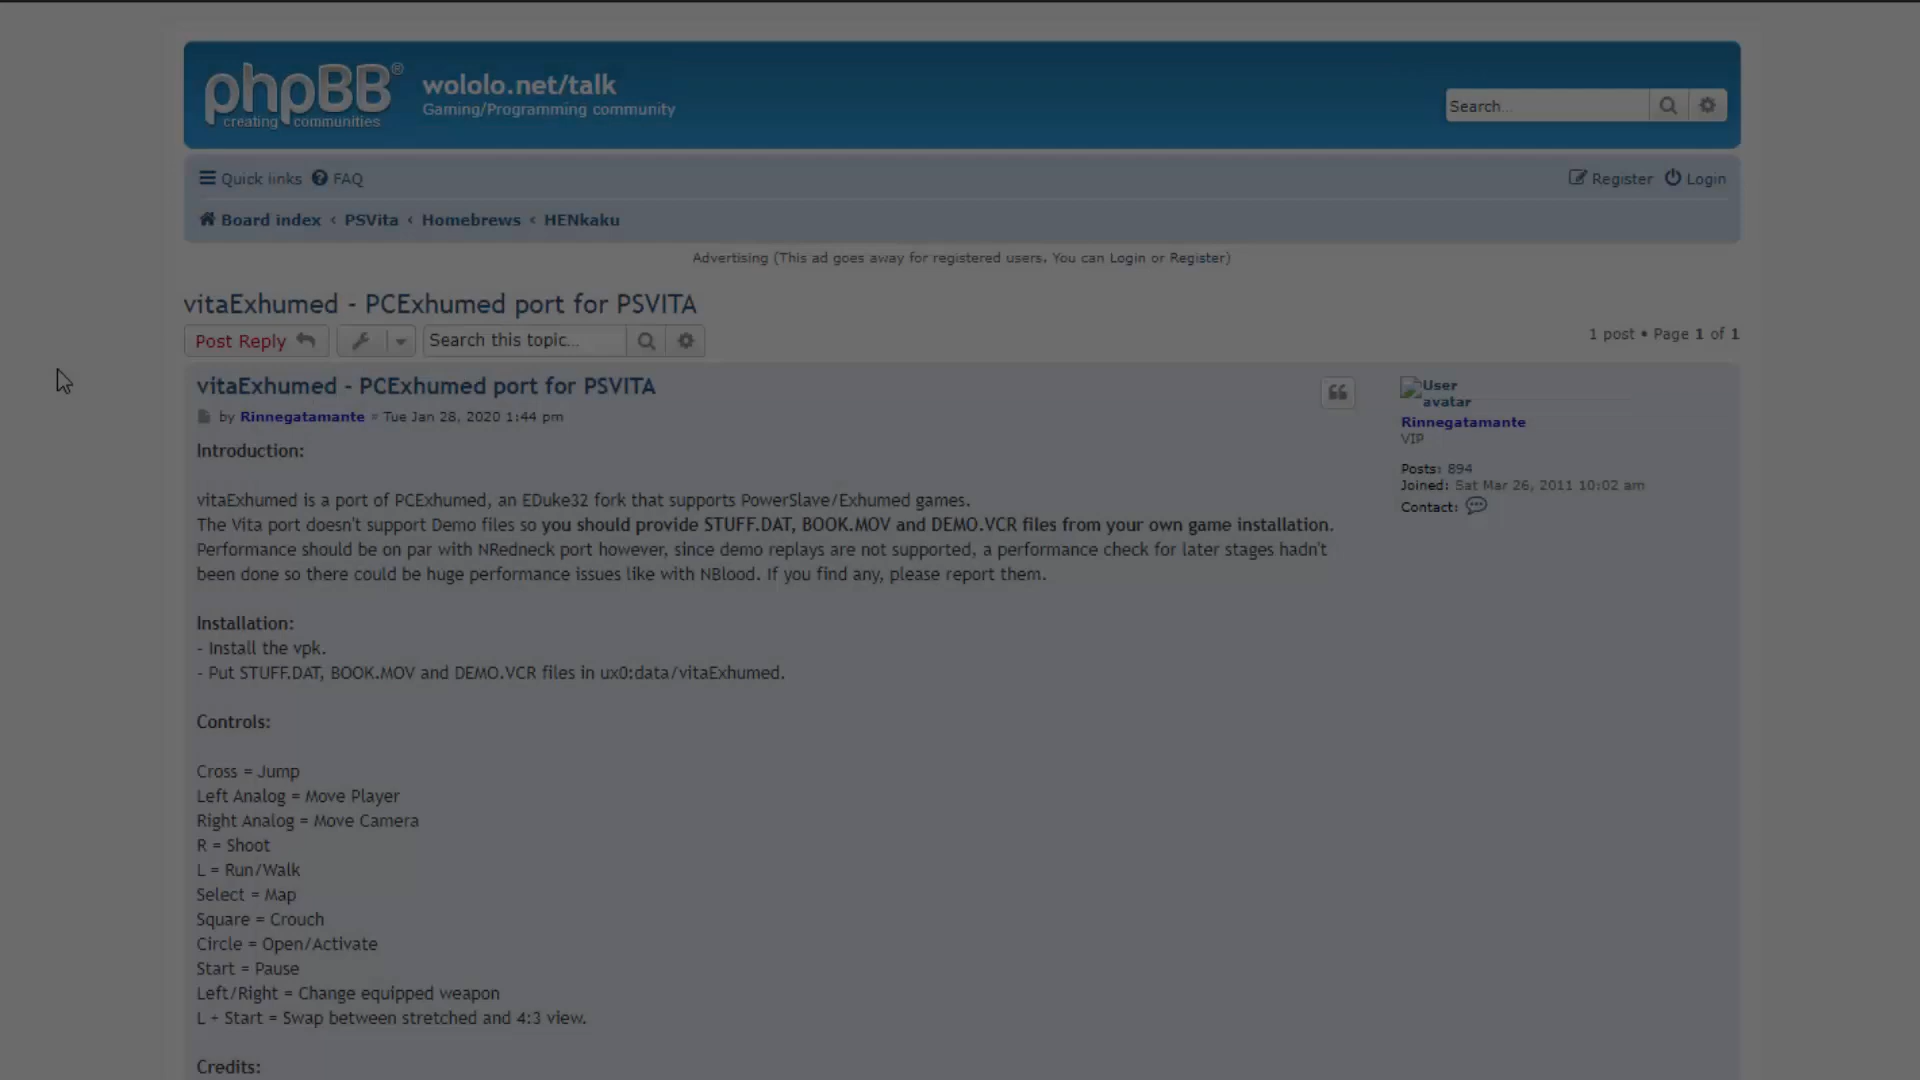 phpBB®
creating communities
wololo.net/talk
Gaming/Programming community
Search…
Quick links FAQ
Register Login
Board index ‹ PSVita ‹ Homebrews ‹ HENkaku
Advertising (This ad goes away for registered users. You can Login or Register)
vitaExhumed - PCExhumed port for PSVITA
Post Reply
Search this topic…
1 post • Page 1 of 1
vitaExhumed - PCExhumed port for PSVITA
by Rinnegatamante » Tue Jan 28, 2020 1:44 pm
Introduction:
vitaExhumed is a port of PCExhumed, an EDuke32 fork that supports PowerSlave/Exhumed games.
The Vita port doesn't support Demo files so you should provide STUFF.DAT, BOOK.MOV and DEMO.VCR files from your own game installation.
Performance should be on par with NRedneck port however, since demo replays are not supported, a performance check for later stages hadn't
been done so there could be huge performance issues like with NBlood. If you find any, please report them.
Installation:
- Install the vpk.
- Put STUFF.DAT, BOOK.MOV and DEMO.VCR files in ux0:data/vitaExhumed.
Controls:
Cross = Jump
Left Analog = Move Player
Right Analog = Move Camera
R = Shoot
L = Run/Walk
Select = Map
Square = Crouch
Circle = Open/Activate
Start = Pause
Left/Right = Change equipped weapon
L + Start = Swap between stretched and 4:3 view.
Credits:
User
avatar
Rinnegatamante
VIP
Posts: 894
Joined: Sat Mar 26, 2011 10:02 am
Contact: